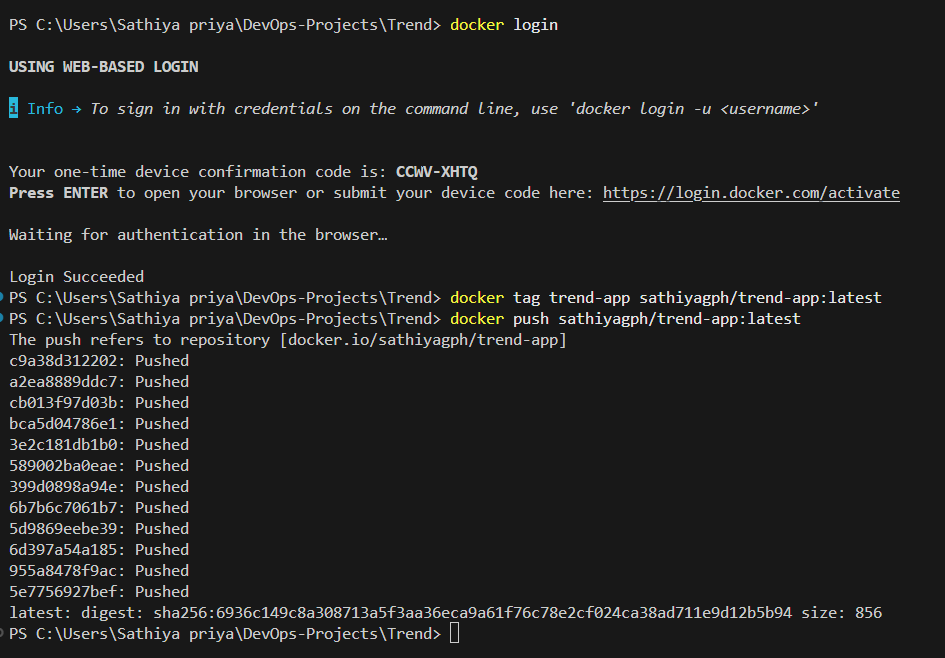 PS C:\Users\Sathiya priya\DevOps-Projects\Trend> docker login
USING WEB-BASED LOGIN
i Info → To sign in with credentials on the command line, use 'docker login -u <username>'
Your one-time device confirmation code is: CCWV-XHTQ
Press ENTER to open your browser or submit your device code here: https://login.docker.com/activate
Waiting for authentication in the browser…
Login Succeeded
PS C:\Users\Sathiya priya\DevOps-Projects\Trend> docker tag trend-app sathiyagph/trend-app:latest
PS C:\Users\Sathiya priya\DevOps-Projects\Trend> docker push sathiyagph/trend-app:latest
The push refers to repository [docker.io/sathiyagph/trend-app]
c9a38d312202: Pushed
a2ea8889ddc7: Pushed
cb013f97d03b: Pushed
bca5d04786e1: Pushed
3e2c181db1b0: Pushed
589002ba0eae: Pushed
399d0898a94e: Pushed
6b7b6c7061b7: Pushed
5d9869eebe39: Pushed
6d397a54a185: Pushed
955a8478f9ac: Pushed
5e7756927bef: Pushed
latest: digest: sha256:6936c149c8a308713a5f3aa36eca9a61f76c78e2cf024ca38ad711e9d12b5b94 size: 856
PS C:\Users\Sathiya priya\DevOps-Projects\Trend>